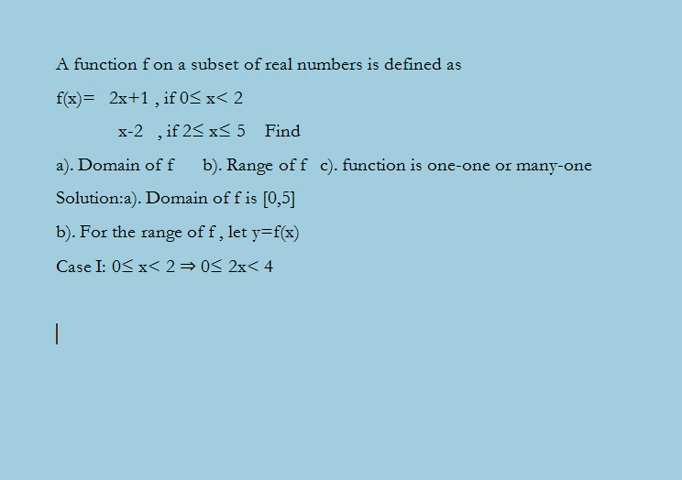 A function f on a subset of real numbers is defined as
f(x)= 2x+1 , if 0≤ x< 2
x-2 , if 2≤ x≤ 5 Find
a). Domain of f b). Range of f c). function is one-one or many-one
Solution:a). Domain of f is [0,5]
b). For the range of f , let y=f(x)
Case I: 0≤ x< 2 ⇒ 0≤ 2x< 4